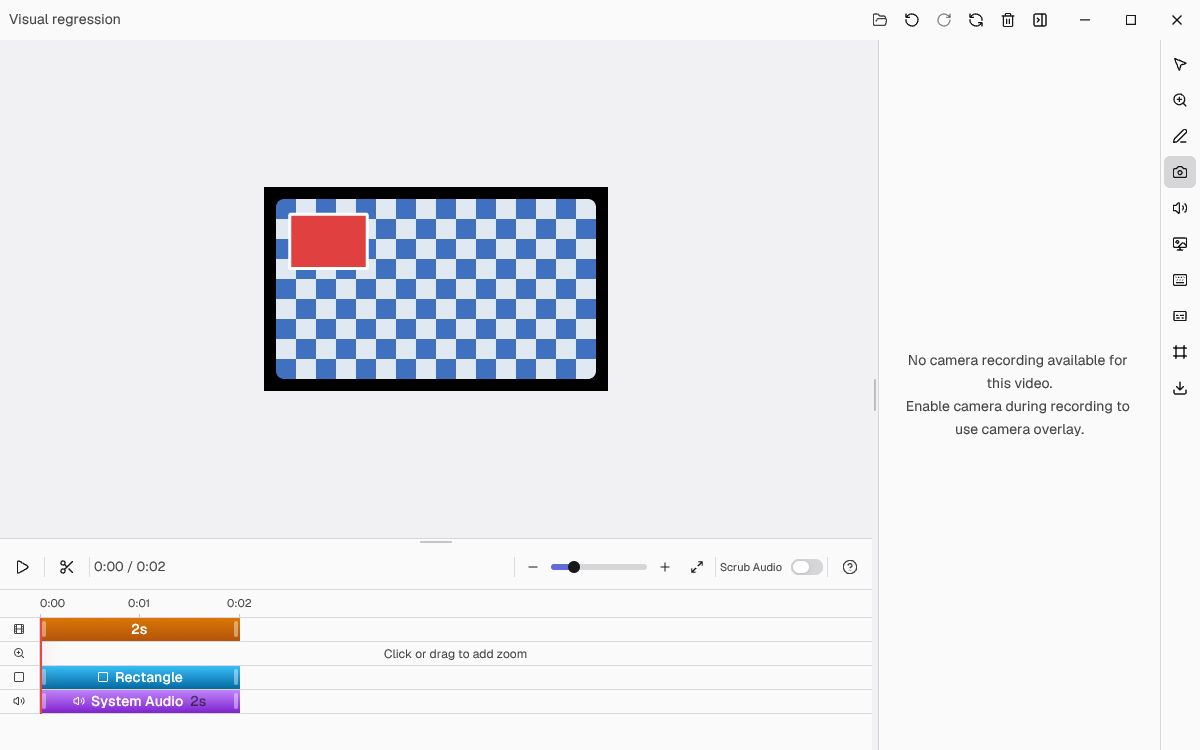 Visual regression
No camera recording available for
this video.
Enable camera during recording to
use camera overlay.
0:00 / 0:02
Scrub Audio
0:00 0:01 0:02
2s
Click or drag to add zoom
Rectangle
System Audio 2s